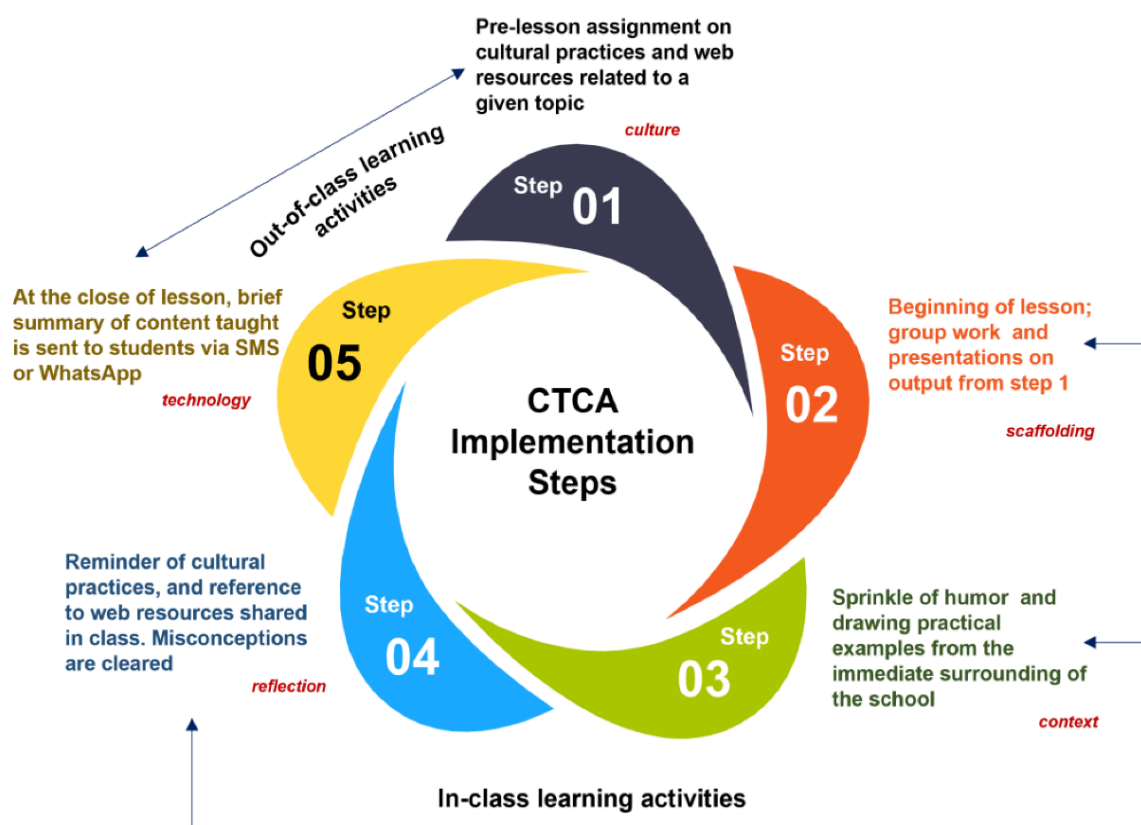 Pre-lesson assignment on
cultural practices and web
resources related to a
given topic
culture
Out-of-class learning
activities
Step
01
At the close of lesson, brief
summary of content taught
is sent to students via SMS
or WhatsApp
technology
Step
05
Beginning of lesson;
group work and
presentations on
output from step 1
scaffolding
Step
02
CTCA
Implementation
Steps
Reminder of cultural
practices, and reference
to web resources shared
in class. Misconceptions
are cleared
reflection
Step
04
Step
03
Sprinkle of humor and
drawing practical
examples from the
immediate surrounding of
the school
context
In-class learning activities